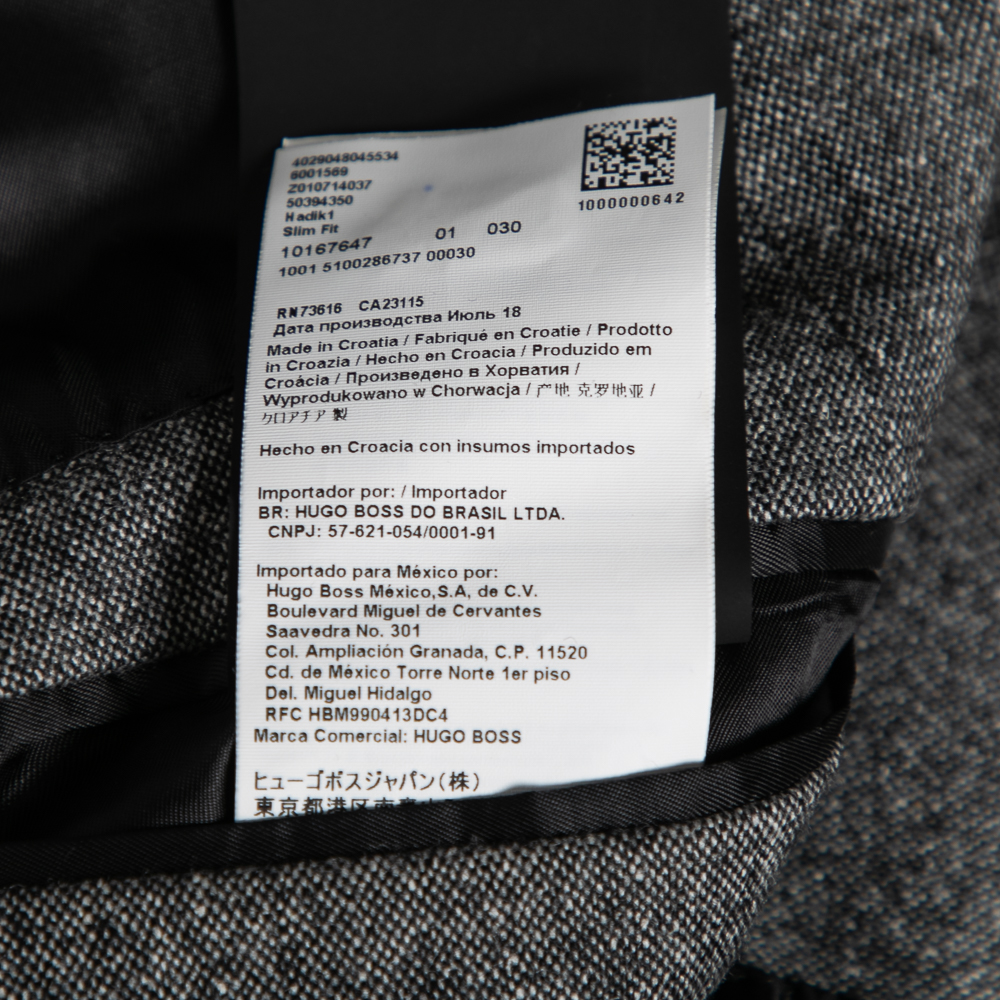 4029048045534
6001569
Z010714037
50394350
Hadik1
Slim Fit
10167647 01 030
1001 5100286737 00030
1000000642
RN73616 CA23115
Дата производства Июль 18
Made in Croatia / Fabriqué en Croatie / Prodotto
in Croazia / Hecho en Croacia / Produzido em
Croácia / Произведено в Хорватия /
Wyprodukowano w Chorwacja / 产地 克罗地亚 /
クロアチア 製
Hecho en Croacia con insumos importados
Importador por: / Importador
BR: HUGO BOSS DO BRASIL LTDA.
CNPJ: 57-621-054/0001-91
Importado para México por:
Hugo Boss México,S.A, de C.V.
Boulevard Miguel de Cervantes
Saavedra No. 301
Col. Ampliación Granada, C.P. 11520
Cd. de México Torre Norte 1er piso
Del. Miguel Hidalgo
RFC HBM990413DC4
Marca Comercial: HUGO BOSS
ヒューゴボスジャパン(株)
東京都港区南青山